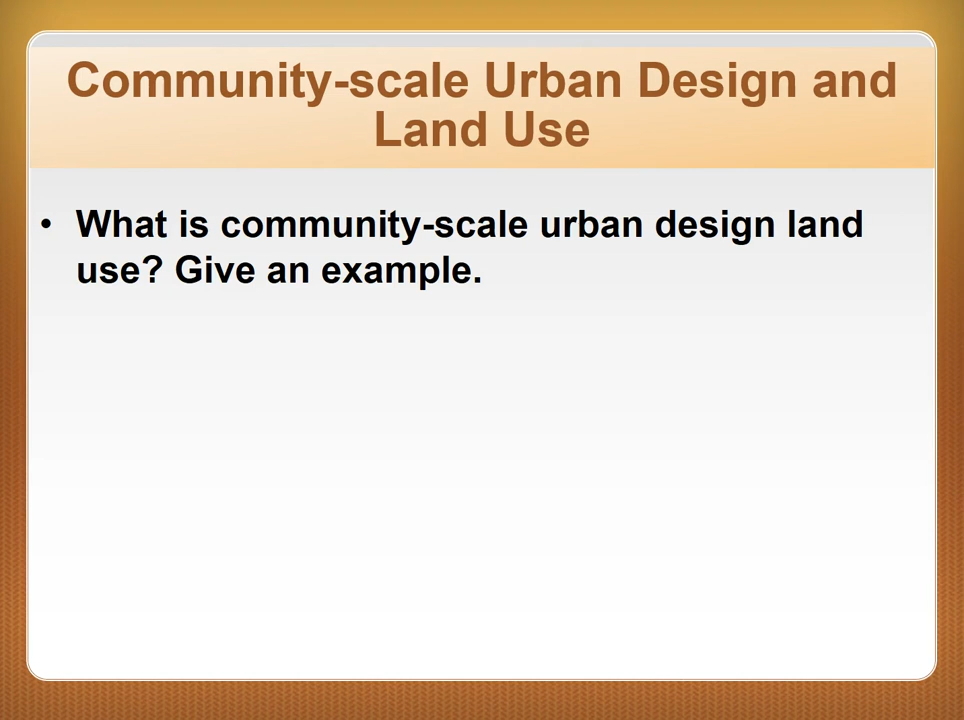 Community-scale Urban Design and
Land Use
• What is community-scale urban design land
use? Give an example.